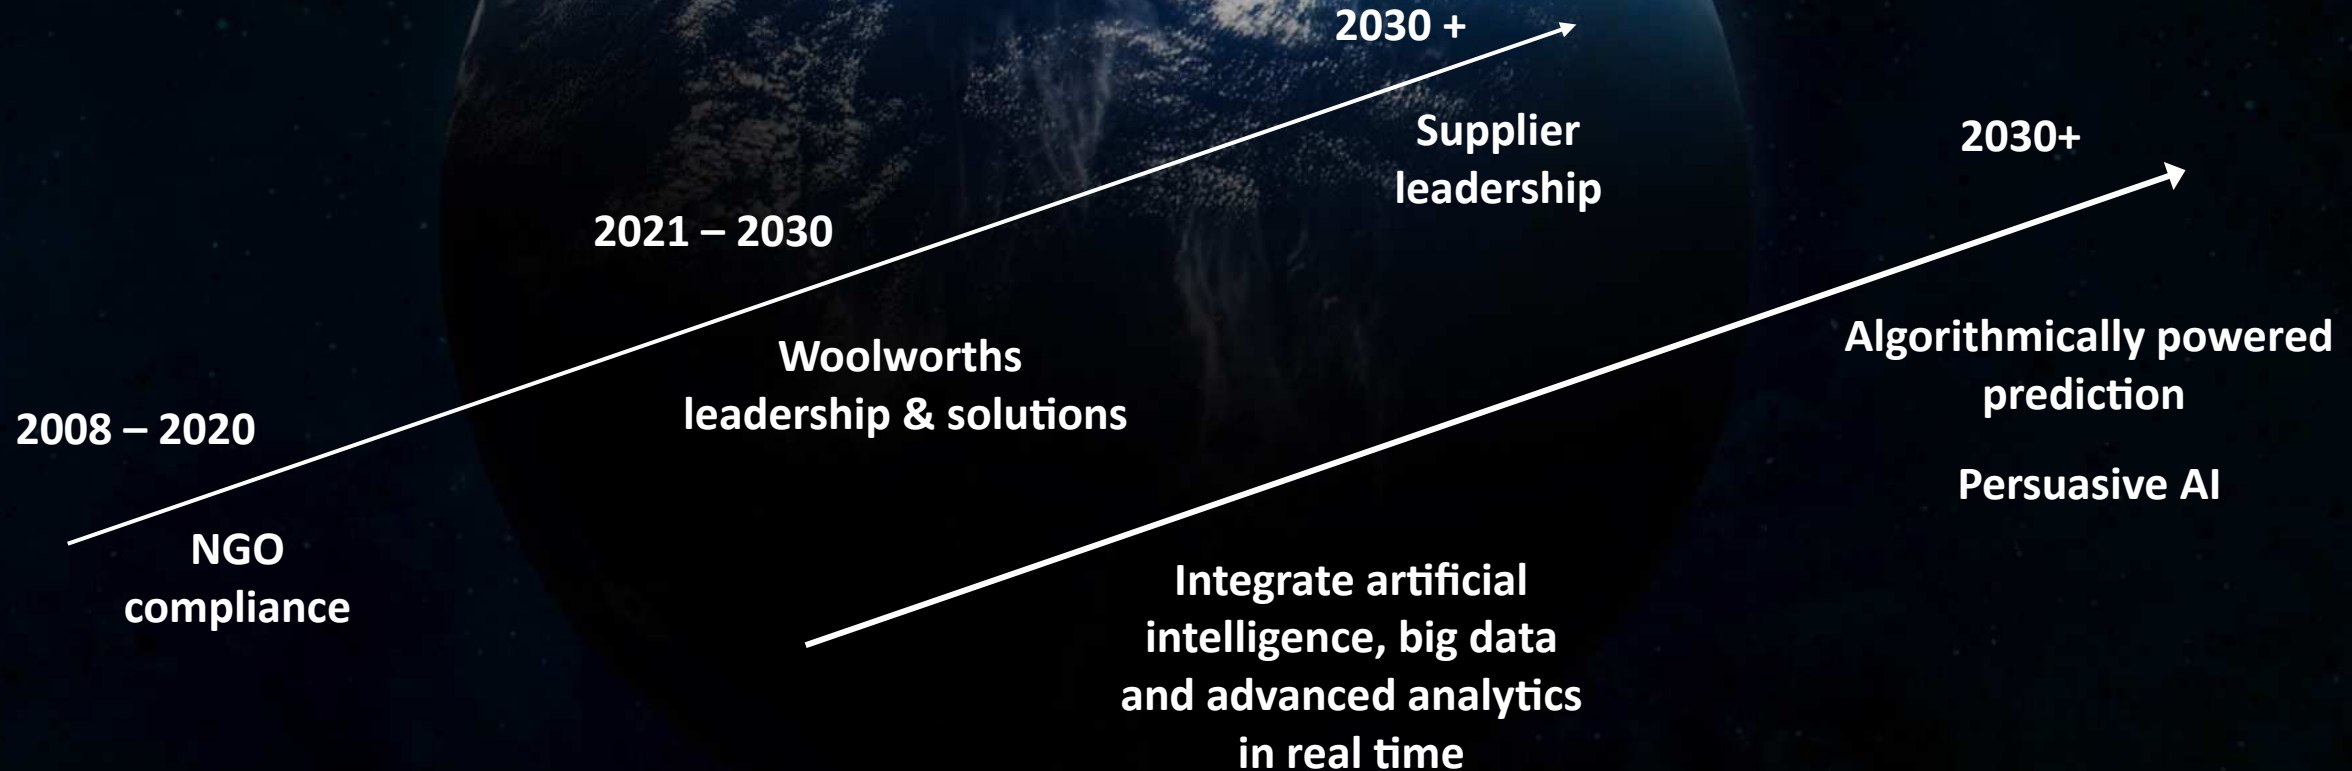 2030 +
Supplier
leadership
2030+
2021 – 2030
Woolworths
leadership & solutions
Algorithmically powered
prediction
Persuasive AI
2008 – 2020
NGO
compliance
Integrate artificial
intelligence, big data
and advanced analytics
in real time